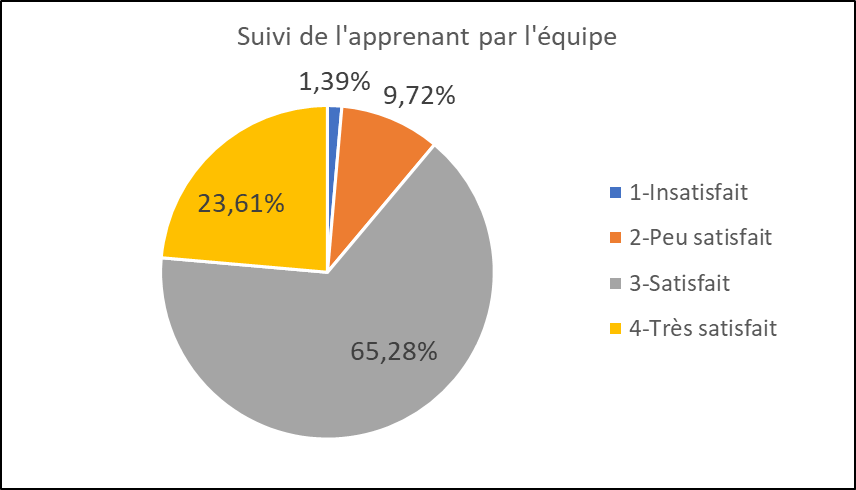 Suivi de l'apprenant par l'équipe
1,39%
9,72%
23,61%
65,28%
1-Insatisfait
2-Peu satisfait
3-Satisfait
4-Très satisfait